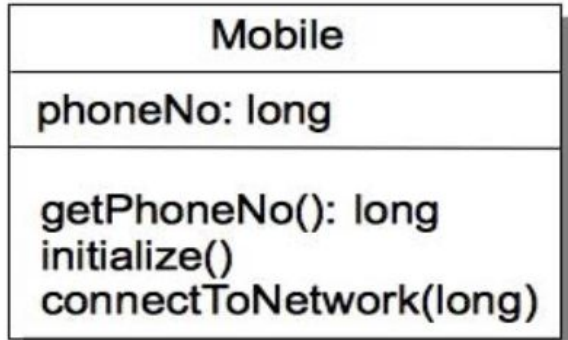 Mobile
phoneNo: long
getPhoneNo(): long
initialize()
connectToNetwork(long)